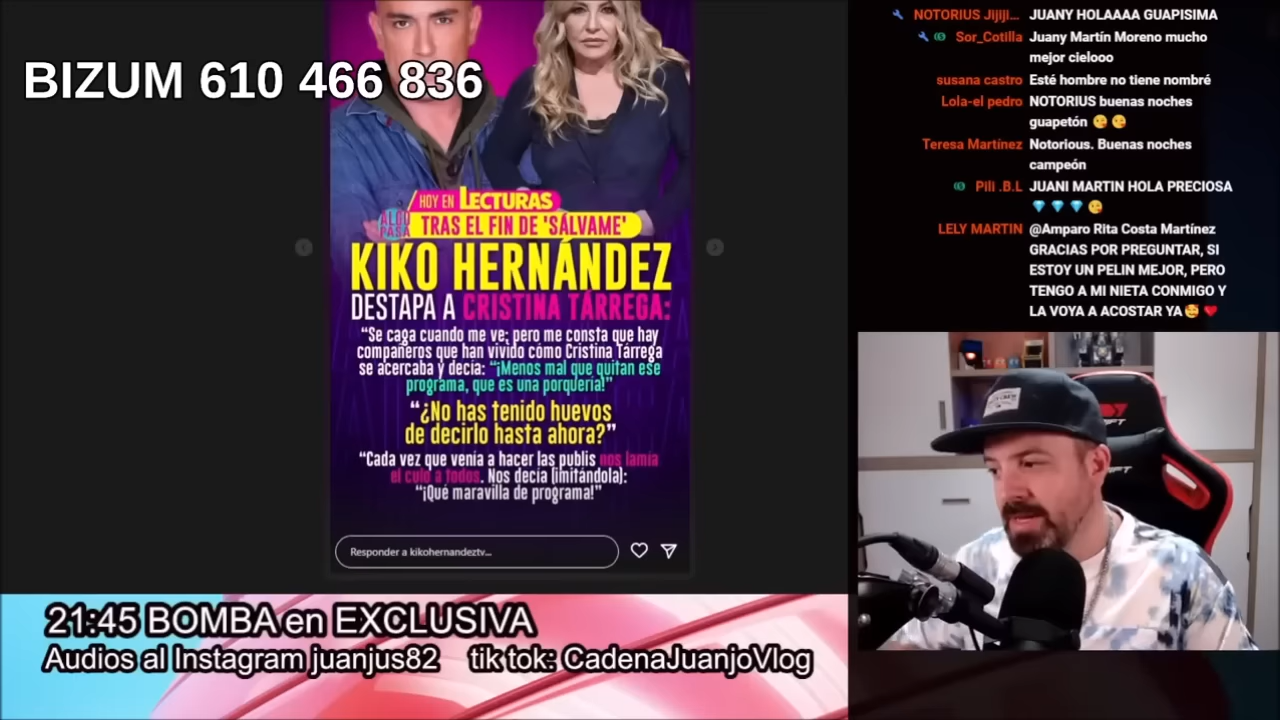 BIZUM 610 466 836
HOY EN LECTURAS
ALGO PASA
TRAS EL FIN DE 'SÁLVAME'
KIKO HERNÁNDEZ
DESTAPA A CRISTINA TÁRREGA:
“Se caga cuando me ve; pero me consta que hay
compañeros que han vivido cómo Cristina Tárrega
se acercaba y decía: “¡Menos mal que quitan ese
programa, que es una porquería!”
“¿No has tenido huevos
de decirlo hasta ahora?”
“Cada vez que venía a hacer las publis nos lamía
el culo a todos. Nos decía (imitándola):
“¡Qué maravilla de programa!”
Responder a kikohernandeztv...
21:45 BOMBA en EXCLUSIVA
Audios al Instagram juanjus82 tik tok: CadenaJuanjoVlog
NOTORIUS Jijiji... JUANY HOLAAAA GUAPISIMA
Sor_Cotilla Juany Martín Moreno mucho
mejor cielooo
susana castro Esté hombre no tiene nombré
Lola-el pedro NOTORIUS buenas noches
guapetón
Teresa Martínez Notorious. Buenas noches
campeón
Pili .B.L JUANI MARTIN HOLA PRECIOSA
LELY MARTIN @Amparo Rita Costa Martínez
GRACIAS POR PREGUNTAR, SI
ESTOY UN PELIN MEJOR, PERO
TENGO A MI NIETA CONMIGO Y
LA VOYA A ACOSTAR YA